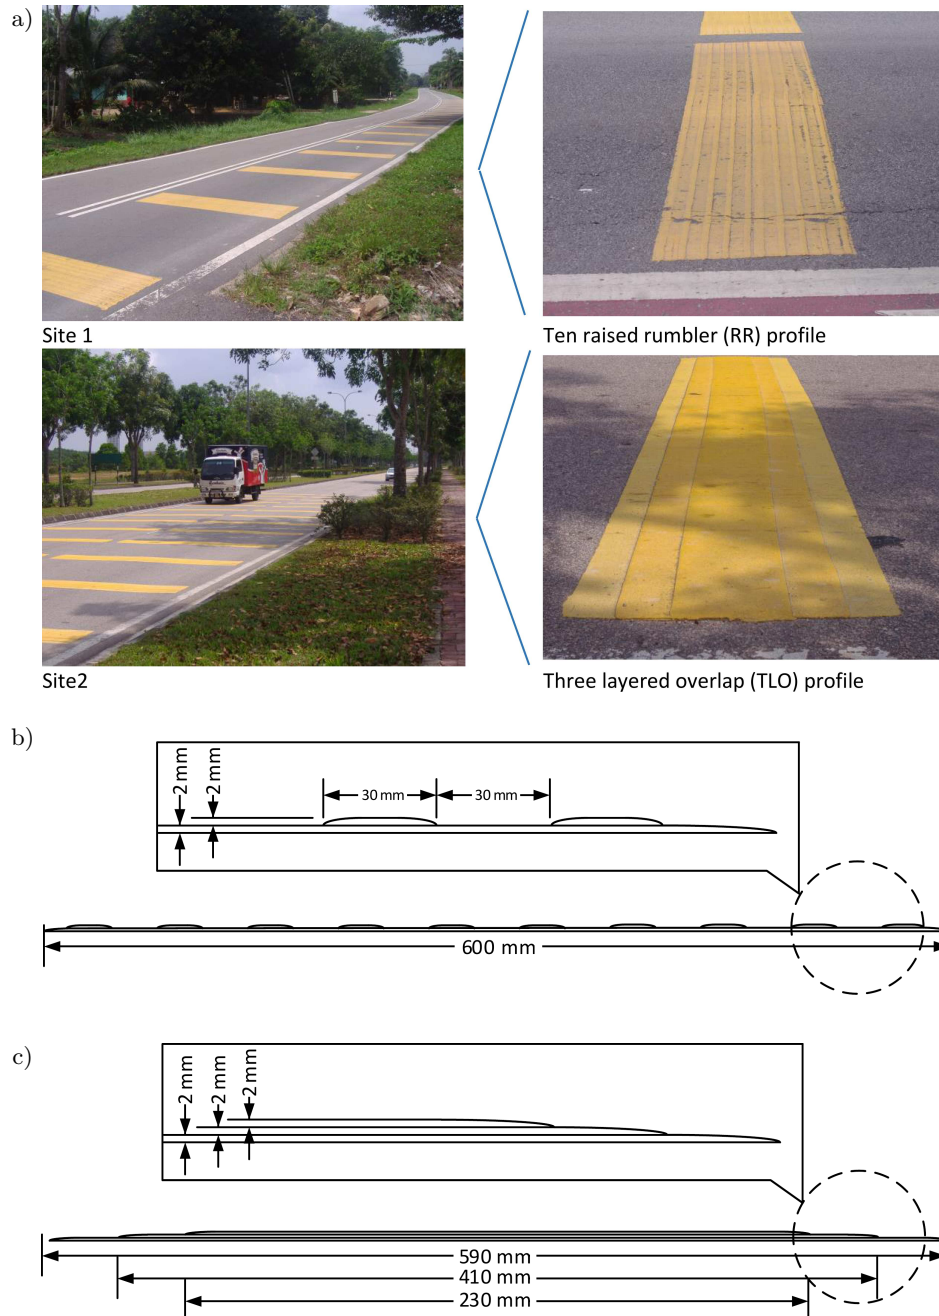 a)
Site 1
Ten raised rumbler (RR) profile
Site2
Three layered overlap (TLO) profile
b)
2 mm
2 mm
30 mm
30 mm
600 mm
c)
2 mm
2 mm
2 mm
590 mm
410 mm
230 mm